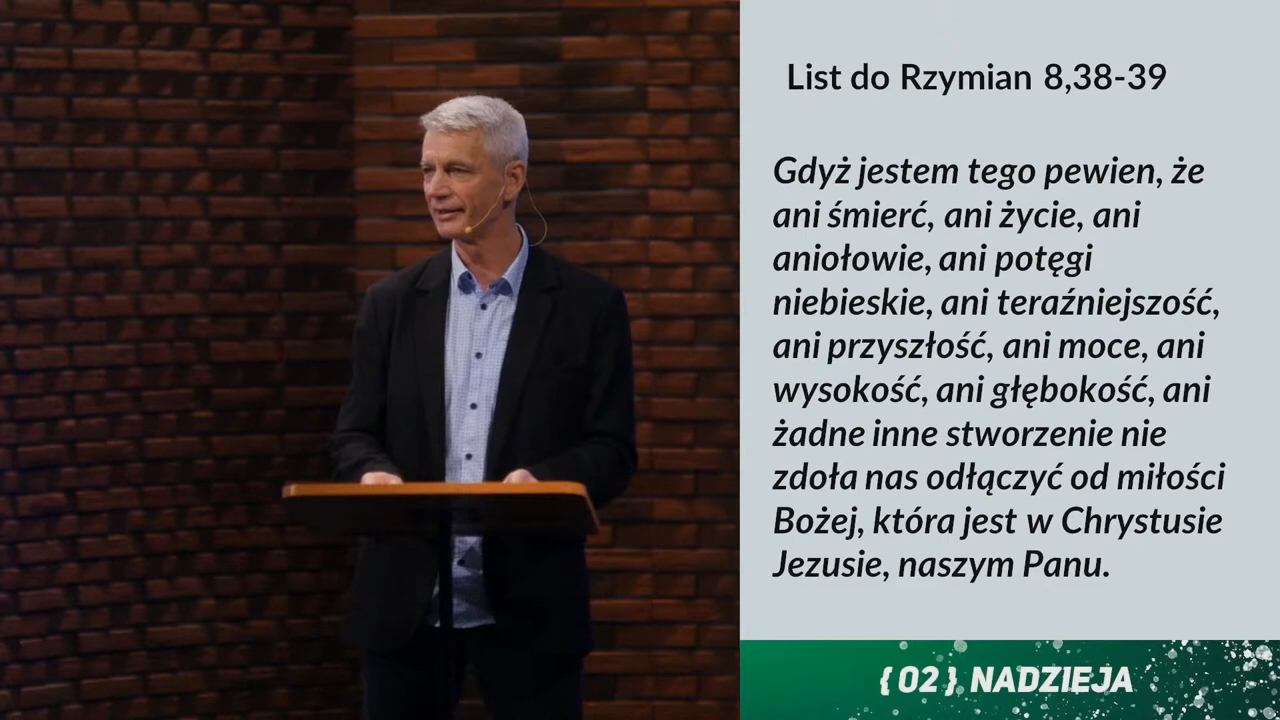 List do Rzymian 8,38-39
Gdyż jestem tego pewien, że
ani śmierć, ani życie, ani
aniołowie, ani potęgi
niebieskie, ani teraźniejszość,
ani przyszłość, ani moce, ani
wysokość, ani głębokość, ani
żadne inne stworzenie nie
zdoła nas odłączyć od miłości
Bożej, która jest w Chrystusie
Jezusie, naszym Panu.
{ 02 } NADZIEJA